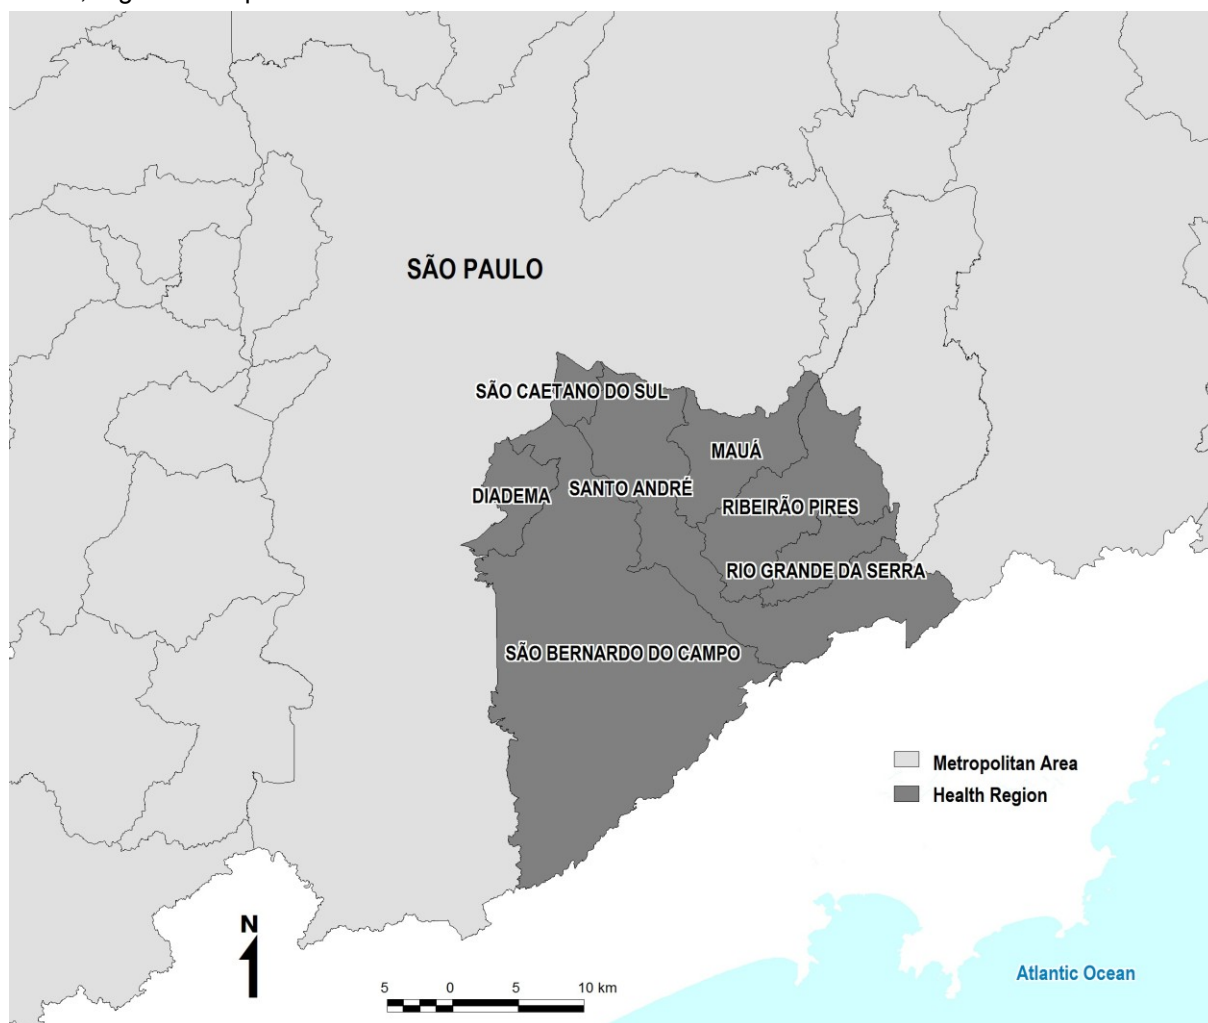 SÃO PAULO
SÃO CAETANO DO SUL
MAUÁ
DIADEMA
SANTO ANDRÉ
RIBEIRÃO PIRES
RIO GRANDE DA SERRA
SÃO BERNARDO DO CAMPO
Metropolitan Area
Health Region
N
Atlantic Ocean
5 0 5 10 km